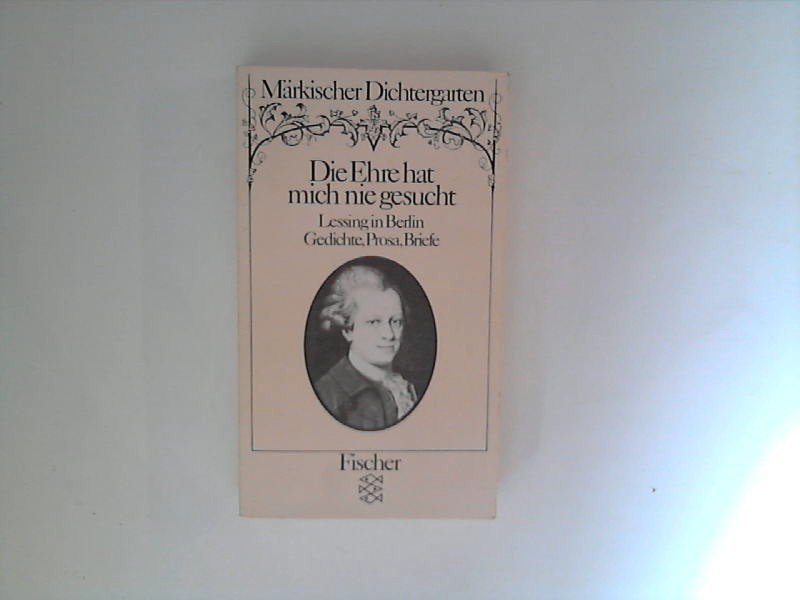 Märkischer Dichtergarten
Die Ehre hat
mich nie gesucht
Lessing in Berlin
Gedichte, Prosa, Briefe
Fischer